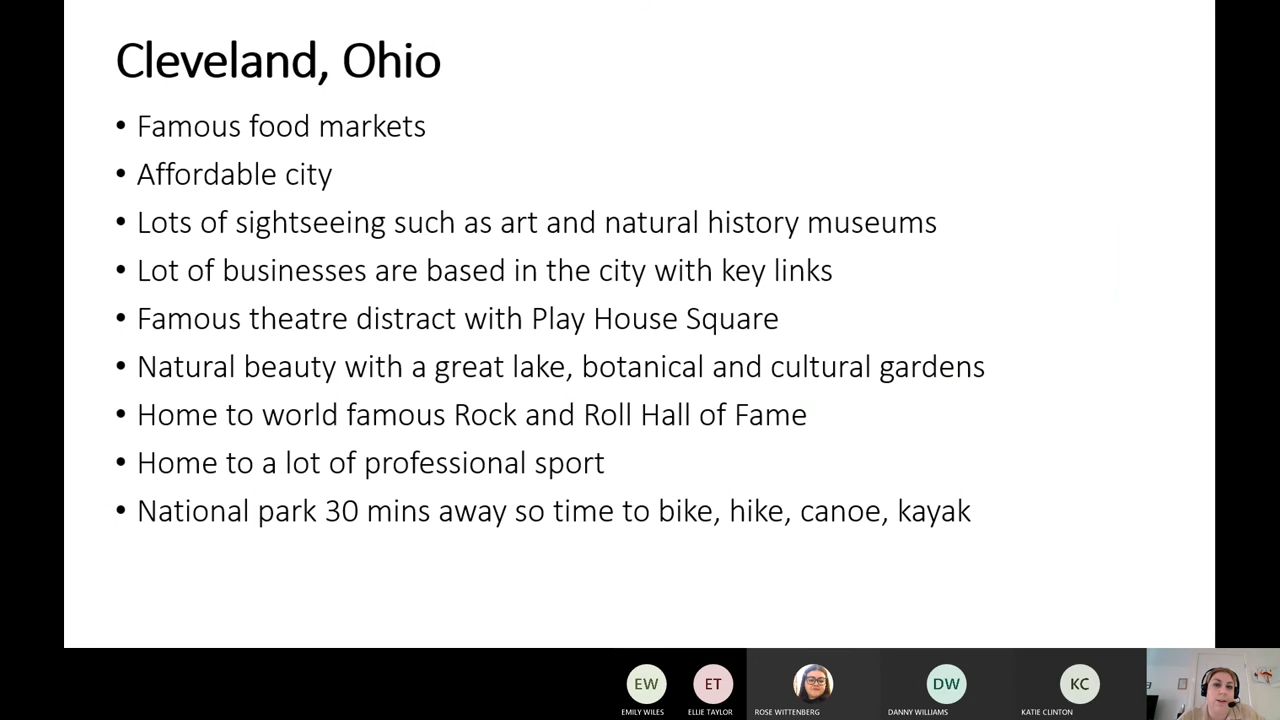 Cleveland, Ohio
• Famous food markets
• Affordable city
• Lots of sightseeing such as art and natural history museums
• Lot of businesses are based in the city with key links
• Famous theatre distract with Play House Square
• Natural beauty with a great lake, botanical and cultural gardens
• Home to world famous Rock and Roll Hall of Fame
• Home to a lot of professional sport
• National park 30 mins away so time to bike, hike, canoe, kayak
EW ET DW KC
EMILY WILES ELLIE TAYLOR ROSE WITTENBERG DANNY WILLIAMS KATIE CLINTON